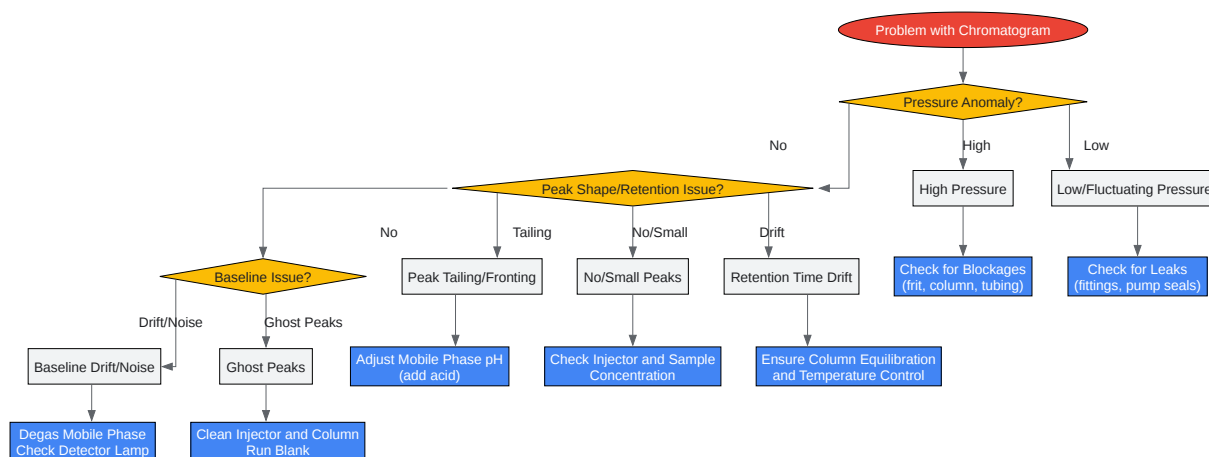 Problem with Chromatogram
Pressure Anomaly?
No
High
Low
Peak Shape/Retention Issue?
High Pressure
Low/Fluctuating Pressure
No
Tailing
No/Small
Drift
Baseline Issue?
Peak Tailing/Fronting
No/Small Peaks
Retention Time Drift
Check for Blockages
(frit, column, tubing)
Check for Leaks
(fittings, pump seals)
Drift/Noise
Ghost Peaks
Baseline Drift/Noise
Ghost Peaks
Adjust Mobile Phase pH
(add acid)
Check Injector and Sample
Concentration
Ensure Column Equilibration
and Temperature Control
Degas Mobile Phase
Check Detector Lamp
Clean Injector and Column
Run Blank